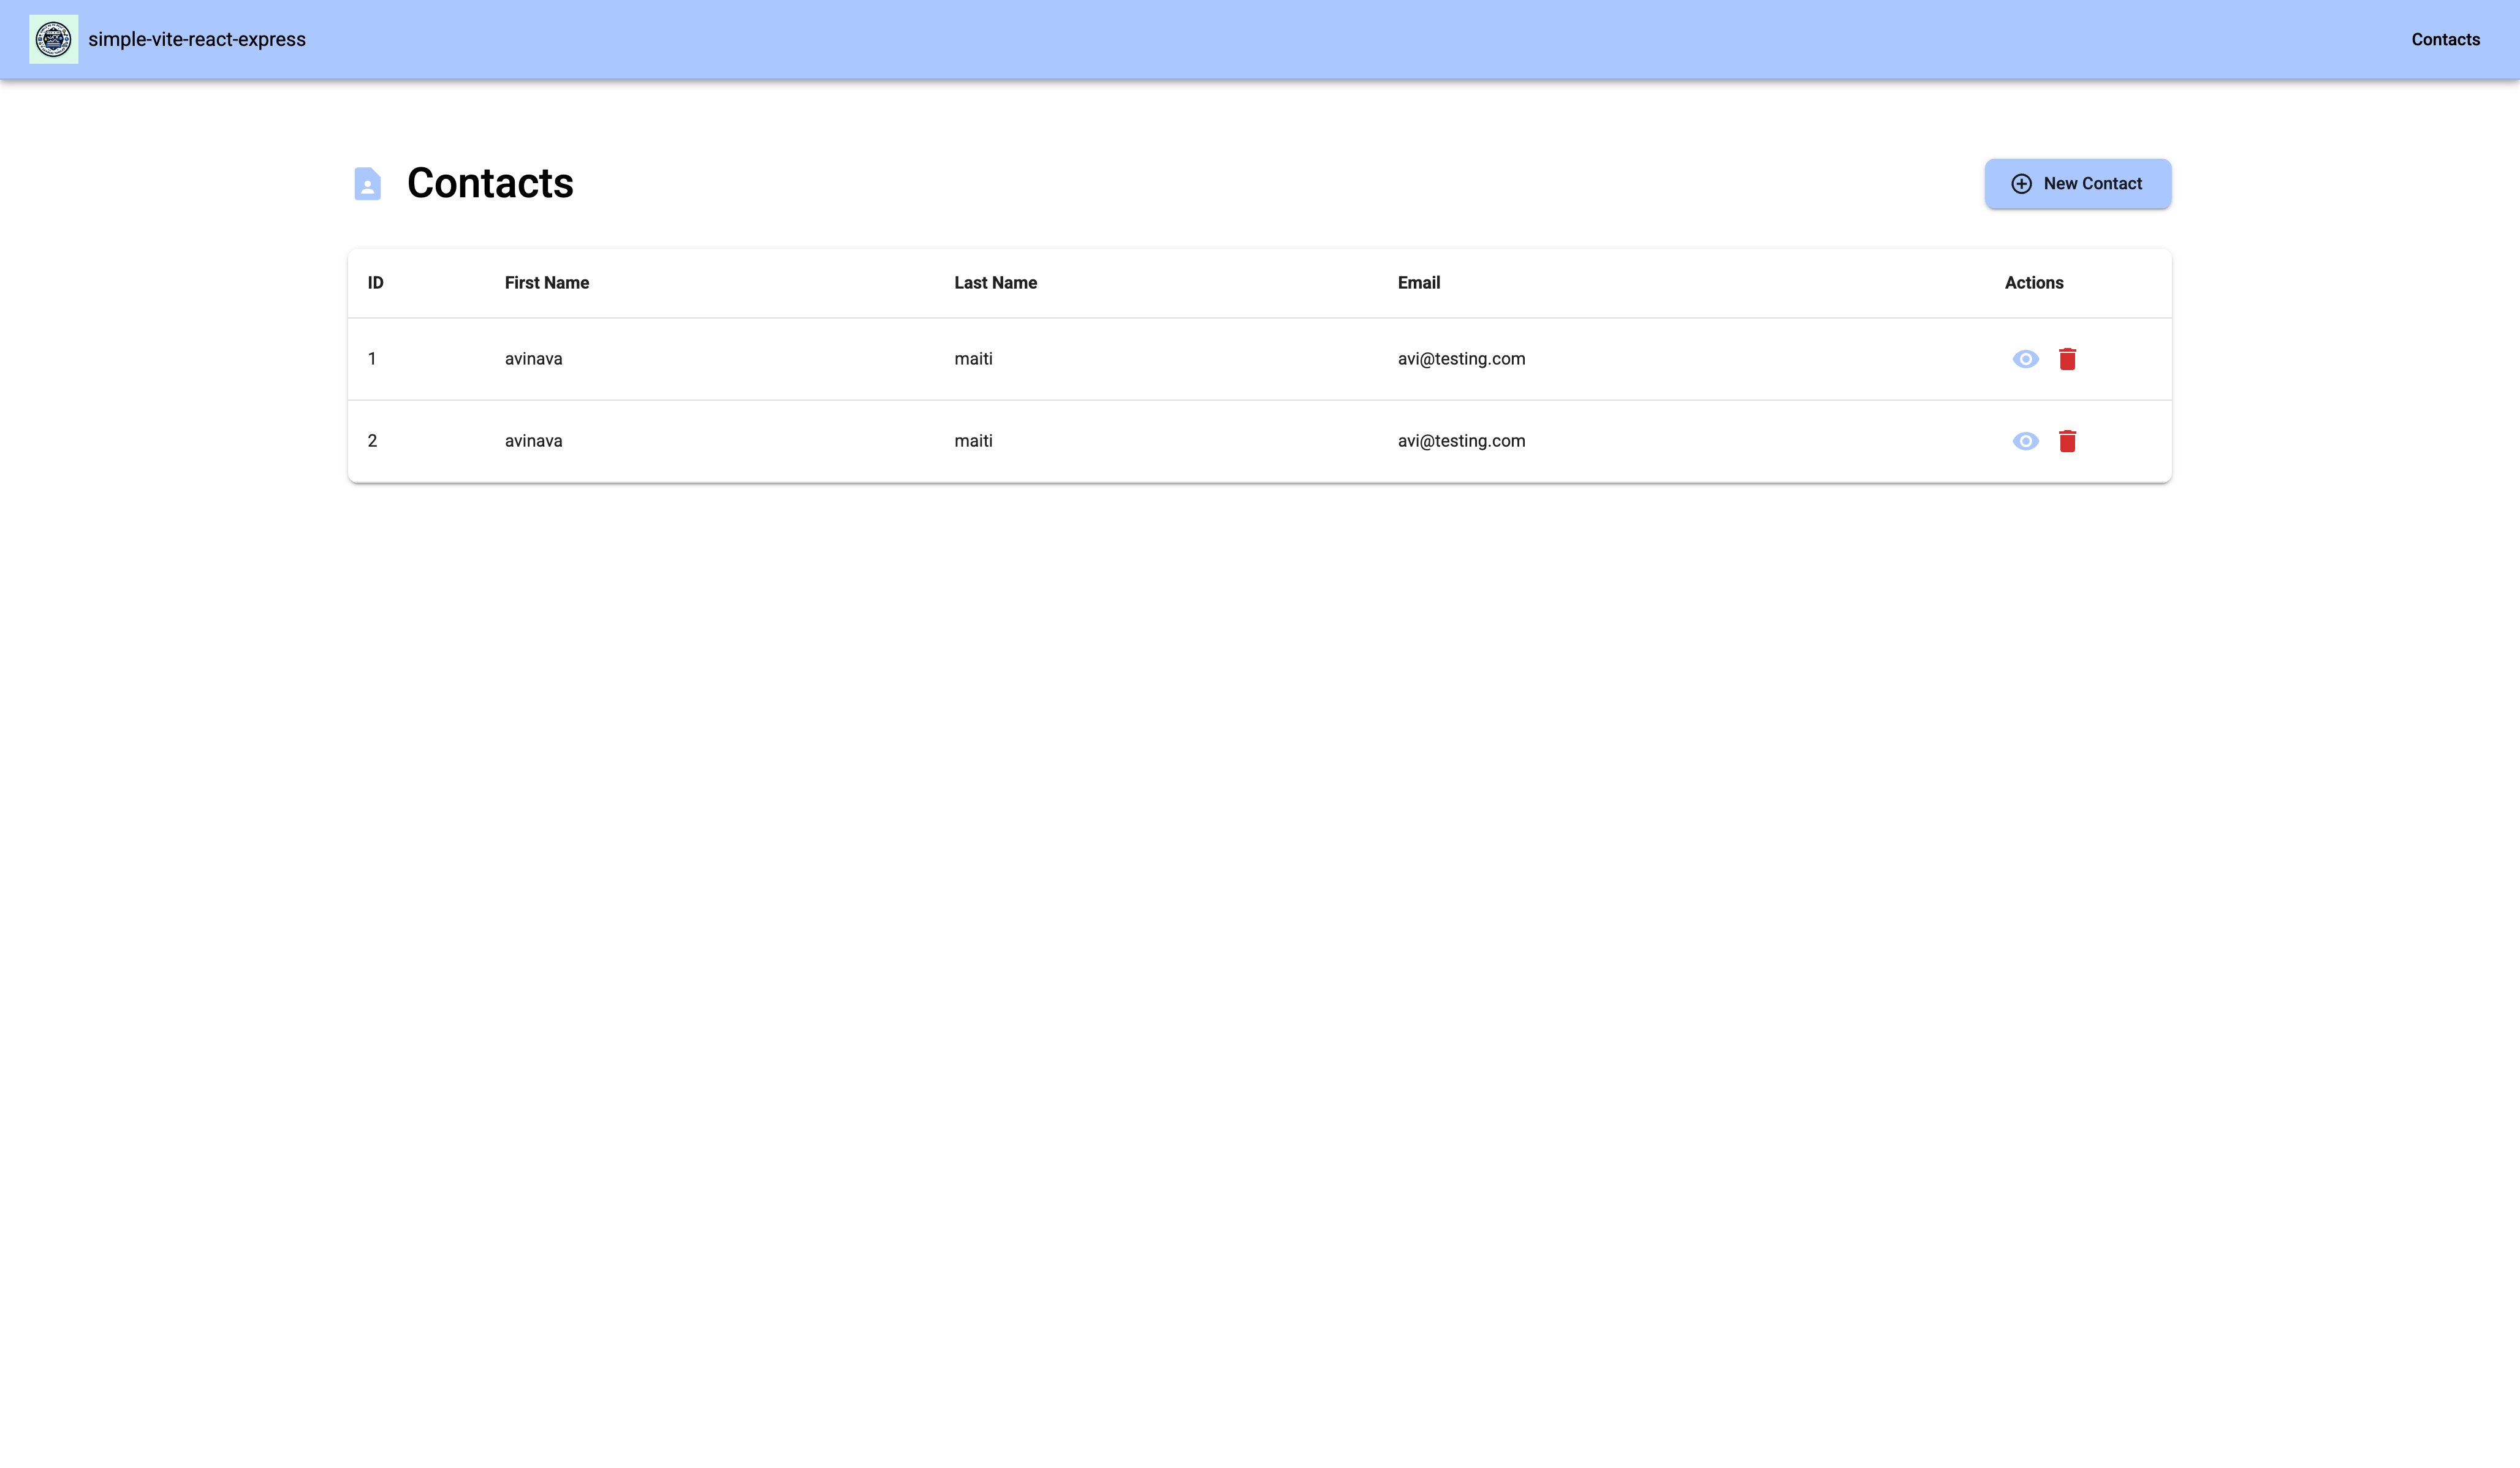 simple-vite-react-express
Contacts
Contacts
New Contact
ID First Name Last Name Email Actions
1 avinava maiti avi@testing.com
2 avinava maiti avi@testing.com